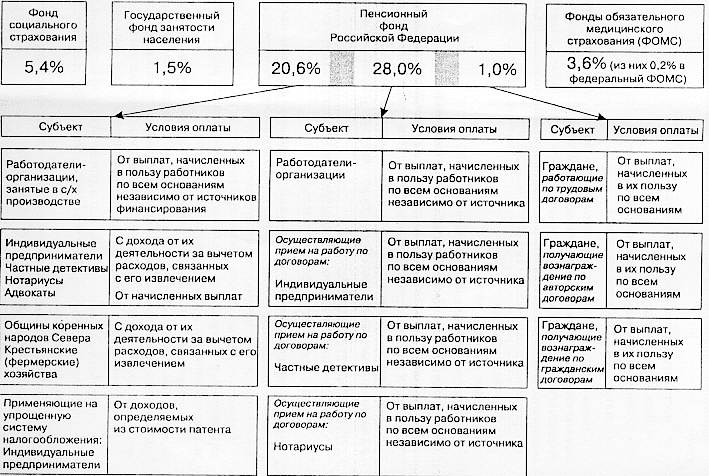 Фонд
социального
страхования
5,4%
Государственный
фонд занятости
населения
1,5%
Пенсионный
фонд
Российской Федерации
20,6%
28,0%
1,0%
Фонды обязательного
медицинского
страхования (ФОМС)
3,6% (из них 0,2% в
федеральный ФОМС)
Субъект
Условия оплаты
Работодатели-
организации,
занятые в с/х
производстве
От выплат, начисленных
в пользу работников
по всем основаниям
независимо от источников
финансирования
Индивидуальные
предприниматели
Частные детективы
Нотариусы
Адвокаты
С дохода от их
деятельности за вычетом
расходов, связанных
с его извлечением
От начисленных выплат
Общины коренных
народов Севера
Крестьянские
(фермерские)
хозяйства
С дохода от их
деятельности за вычетом
расходов, связанных с его
извлечением
Применяющие на
упрощенную
систему
налогообложения:
Индивидуальные
предприниматели
От доходов,
определяемых
из стоимости патента
Субъект
Условия оплаты
Работодатели-
организации
От выплат, начисленных
в пользу работников
по всем основаниям
независимо от источника
Осуществляющие
прием на работу по
договорам:
Индивидуальные
предприниматели
От выплат, начисленных
в пользу работников
по всем основаниям
независимо от источника
Осуществляющие
прием на работу по
договорам:
Частные детективы
От выплат, начисленных
в пользу работников
по всем основаниям
независимо от источника
Осуществляющие
прием на работу по
договорам:
Нотариусы
От выплат, начисленных
в пользу работников
по всем основаниям
независимо от источника
Субъект
Условия оплаты
Граждане,
работающие
по трудовым
договорам
От выплат,
начисленных
в их пользу
по всем
основаниям
Граждане,
получающие
вознаграж-
дение по
авторским
договорам
От выплат,
начисленных
в их пользу
по всем
основаниям
Граждане,
получающие
вознаграж-
дение по
гражданским
договорам
От выплат,
начисленных
в их пользу
по всем
основаниям